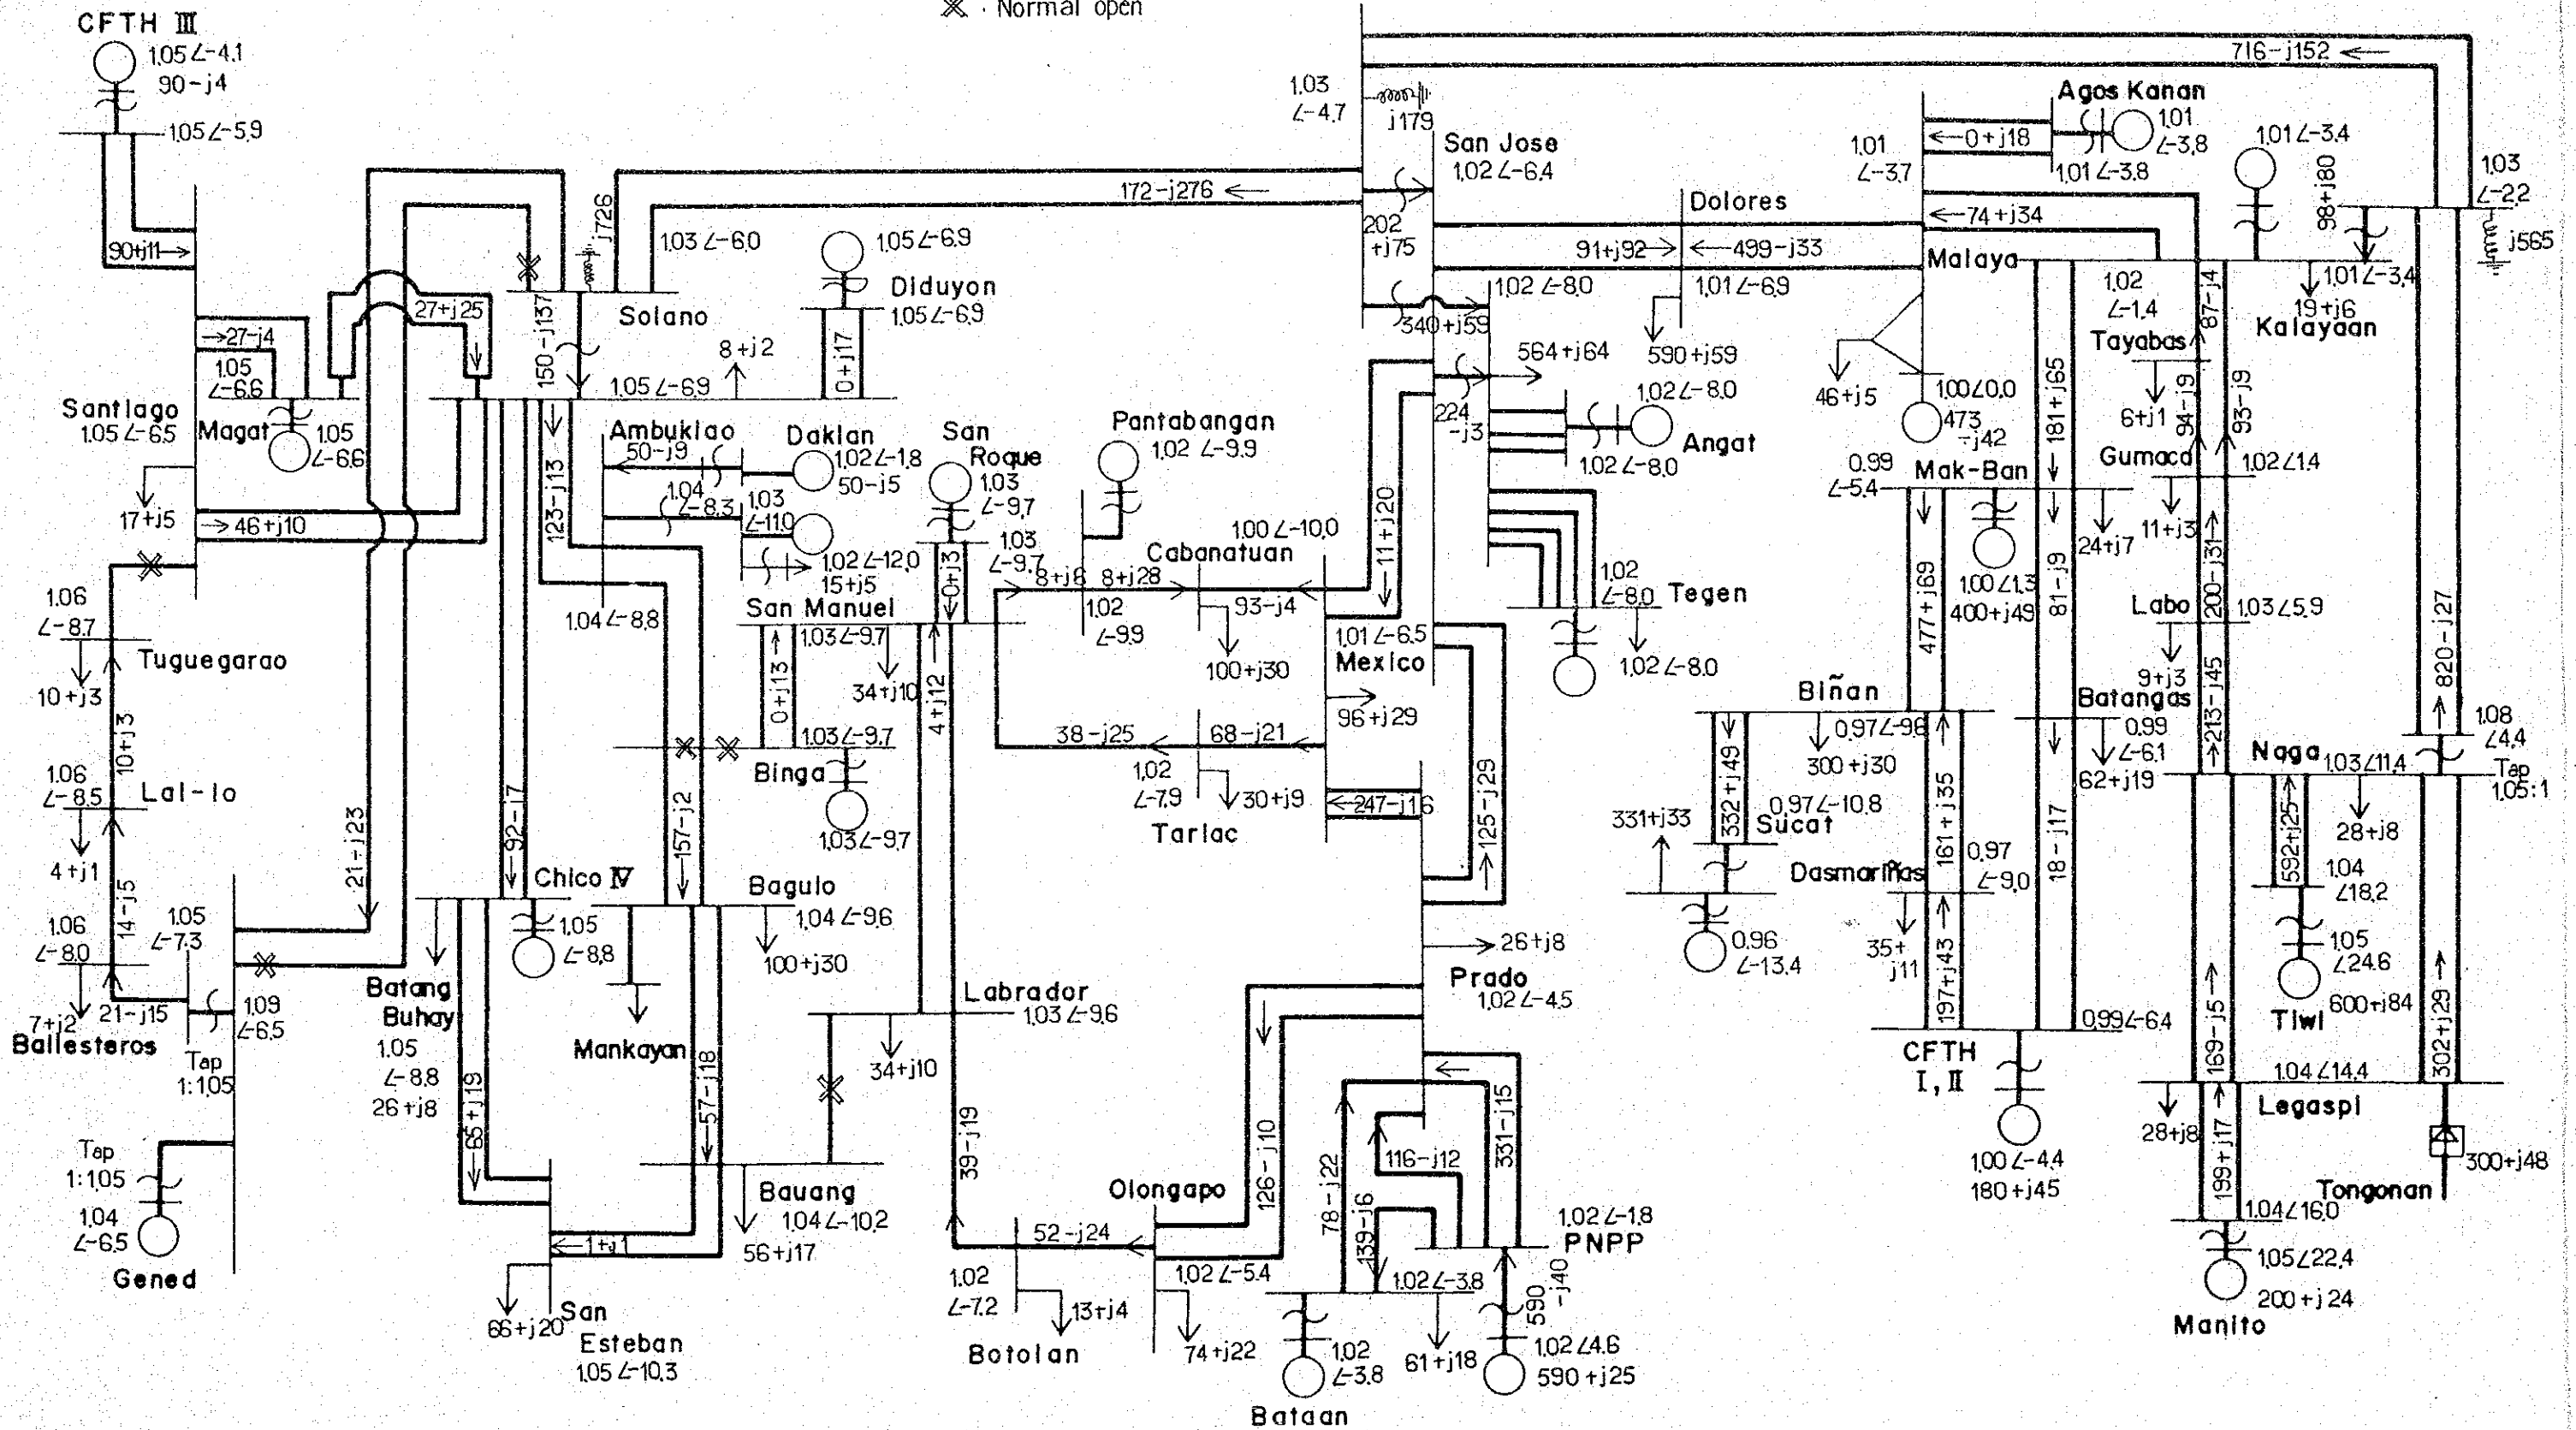 · Normal open
CFTH III
1.05∠-4.1
90-j4
1.05∠-5.9
90+j11→
→27-j4
1.05
∠-6.6
27+j25
Santiago
1.05∠-6.5
Magat
1.05
∠-6.6
17+j5
→46+j10
1.06
∠-8.7
Tuguegarao
10+j3
10+j3
1.06
∠-8.5
Lal-lo
4+j1
14-j5
1.06
∠-8.0
7+j2
Ballesteros
21-j15
1.05
∠-7.3
Tap
1:1.05
1.09
∠-6.5
Tap
1:1.05
1.04
∠-6.5
Gened
21-j23
j726
1.03∠-6.0
172-j276←
Solano
150-j137
1.05∠-6.9
8+j2
1.05∠-6.9
Diduyon
1.05∠-6.9
0+j17
123-j13
Ambuklao
50-j9
1.04
∠-8.3
Daklan
1.02∠-1.8
50-j5
1.03
∠-11.0
1.02∠-12.0
15+j5
1.04∠-8.8
San
Roque
1.03
∠-9.7
1.03
∠-9.7
0+j3
San Manuel
1.03∠-9.7
34+j10
0+j13
4+j12
1.03∠-9.7
Binga
1.03∠-9.7
92-j7
157-j2
Chico IV
1.05
∠-8.8
Batang
Buhay
1.05
∠-8.8
26+j8
65+j19
Bagulo
1.04∠-9.6
100+j30
Mankayan
57-j18
Bauang
1.04∠-10.2
56+j17
←1+j1
66+j20
San
Esteban
1.05∠-10.3
Labrador
1.03∠-9.6
34+j10
39-j19
1.02
∠-7.2
Botolan
13+j4
52-j24
Olongapo
1.02∠-5.4
74+j22
126-j10
Pantabangan
1.02∠-9.9
8+j6
8+j28
1.02
∠-9.9
Cabanatuan
1.00∠-10.0
93-j4
100+j30
38-j25
68-j21
1.02
∠-7.9
30+j9
Tarlac
1.01∠-6.5
Mexico
96+j29
←247-j16
11+j20
125-j29
26+j8
Prado
1.02∠-4.5
331-j15
116-j12
78-j22
139-j6
1.02∠-1.8
PNPP
590
-j40
1.02∠4.6
590+j25
1.02∠-3.8
61+j18
1.02
∠-3.8
Bataan
1.03
∠-4.7
j179
716-j152←
San Jose
1.02∠-6.4
202
+j75
340+j59
224
-j3
1.02∠-8.0
564+j64
1.02∠-8.0
1.02∠-8.0
Angat
1.02
∠-8.0
Tegen
1.02∠-8.0
Dolores
91+j92→
←499-j33
1.01∠-6.9
590+j59
1.01
∠-3.7
Agos Kanan
←0+j18
1.01
∠-3.8
1.01∠-3.8
←74+j34
Malaya
46+j5
1.00∠0.0
473
-j42
1.01∠-3.4
98+j80
1.01∠-3.4
19+j6
Kalayaan
1.03
∠-2.2
j565
1.02
∠-1.4
Tayabas
6+j1
87-j4
94-j9
93-j9
Gumaca
1.02∠1.4
11+j3
200-j31
Labo
1.03∠5.9
9+j3
213-j45
181+j65
0.99
∠-5.4
Mak-Ban
24+j7
1.00∠1.3
400+j49
477+j69
81-j9
Biñan
0.97∠-9.6
300+j30
332+j49
0.97∠-10.8
Sucat
331+j33
0.96
∠-13.4
161+j35
0.97
∠-9.0
Dasmariñas
35+
j11
197+j43
Batangas
0.99
∠-6.1
62+j19
18-j17
0.99∠-6.4
CFTH
I, II
1.00∠-4.4
180+j45
820-j27
1.08
∠4.4
Naga
1.03∠11.4
Tap
1.05:1
28+j8
592+j25
1.04
∠18.2
1.05
∠24.6
600+j84
Tiwi
169-j5
302+j29
1.04∠14.4
Legaspi
28+j8
199+j17
300+j48
Tongonan
1.04∠16.0
1.05∠22.4
200+j24
Manito